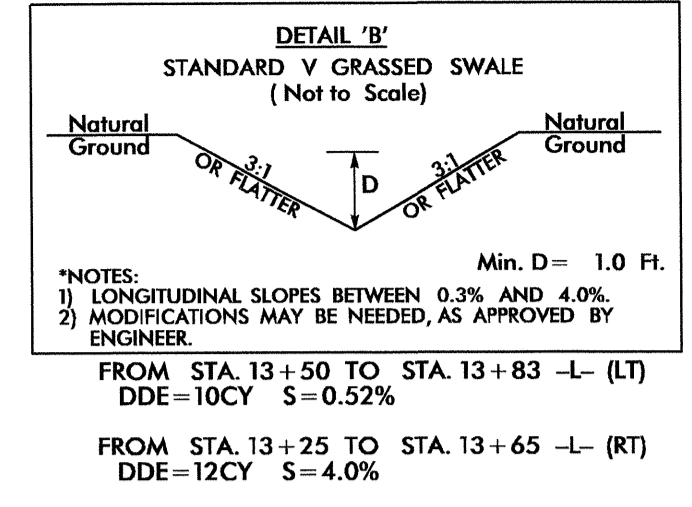 DETAIL 'B'
STANDARD V GRASSED SWALE
( Not to Scale)
Natural
Ground
Natural
Ground
3:1
OR FLATTER
D
3:1
OR FLATTER
Min. D= 1.0 Ft.
*NOTES:
1) LONGITUDINAL SLOPES BETWEEN 0.3% AND 4.0%.
2) MODIFICATIONS MAY BE NEEDED, AS APPROVED BY
ENGINEER.
FROM STA. 13+50 TO STA. 13+83 -L- (LT)
DDE=10CY S=0.52%
FROM STA. 13+25 TO STA. 13+65 -L- (RT)
DDE=12CY S=4.0%